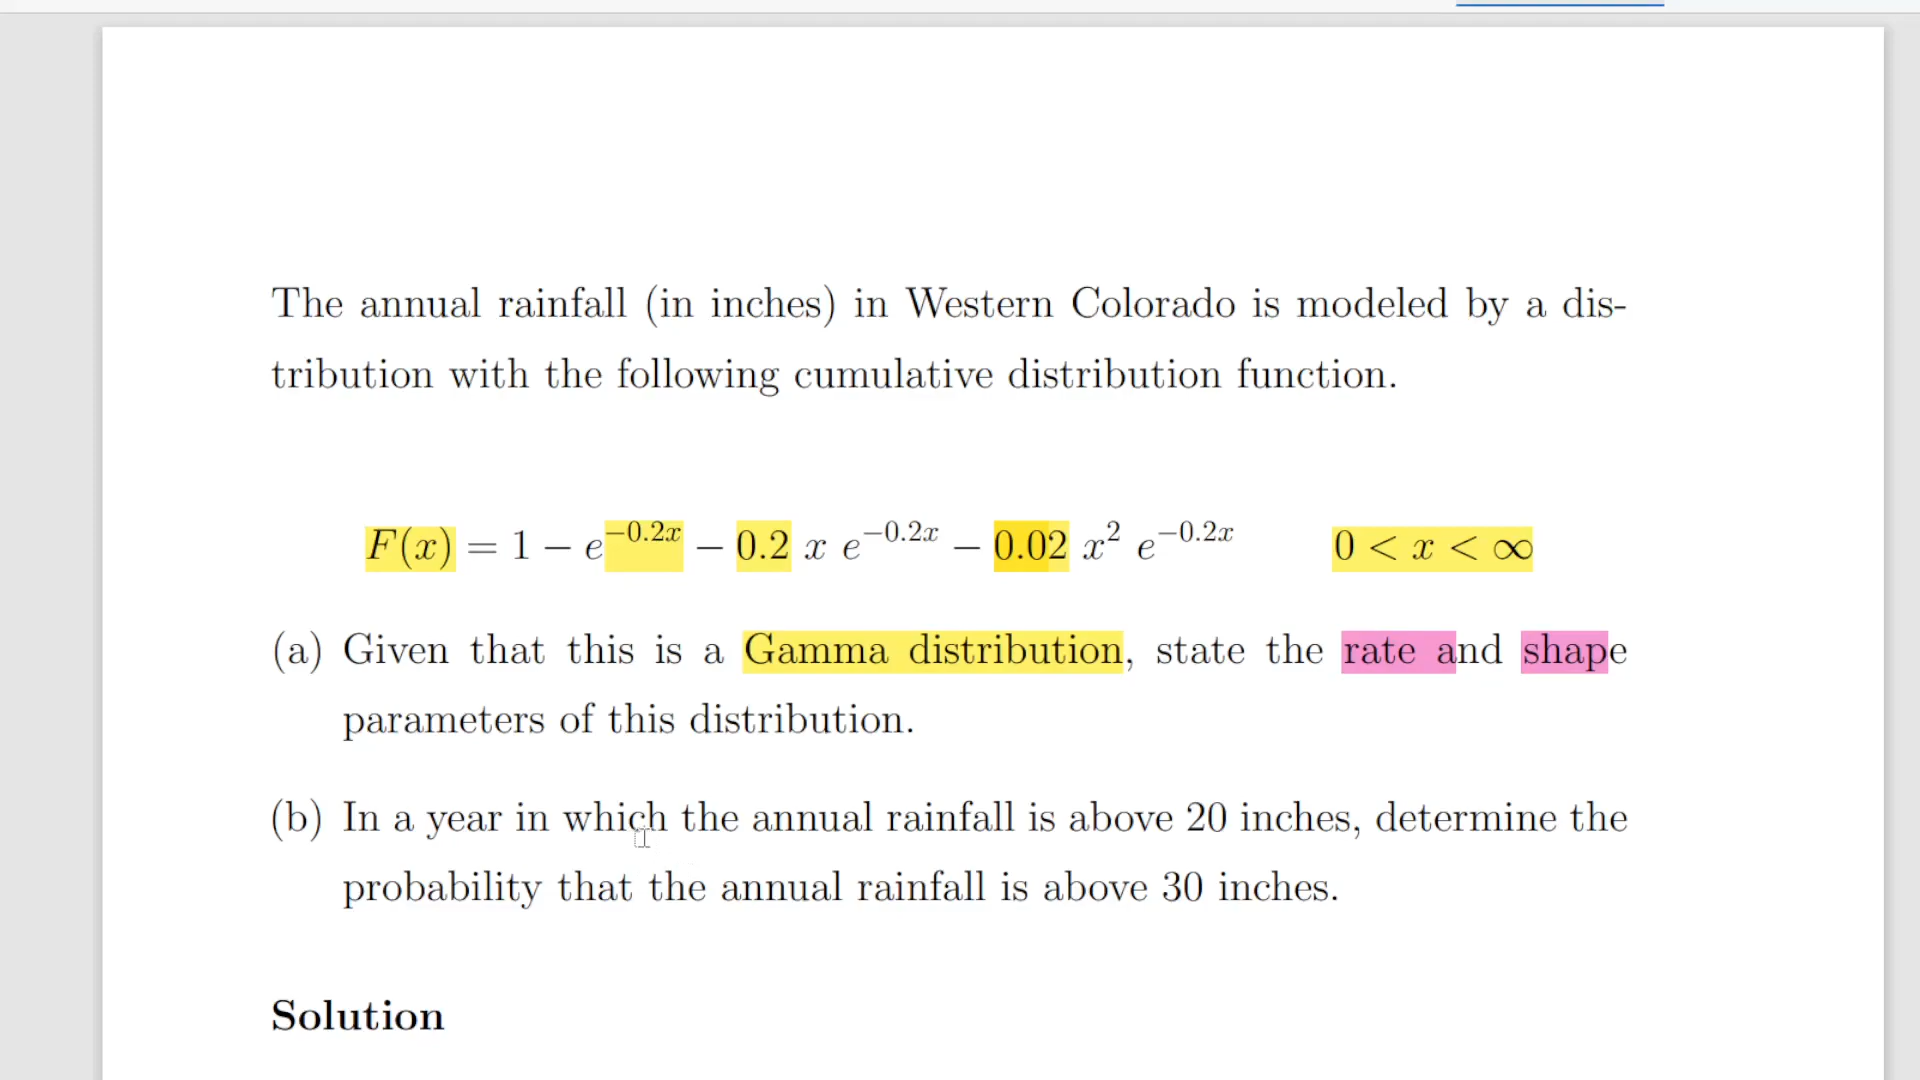 The annual rainfall (in inches) in Western Colorado is modeled by a dis-
tribution with the following cumulative distribution function.
F(x) = 1 − e^{−0.2x} − 0.2 x e^{−0.2x} − 0.02 x² e^{−0.2x} 0 < x < ∞
(a) Given that this is a Gamma distribution, state the rate and shape
parameters of this distribution.
(b) In a year in which the annual rainfall is above 20 inches, determine the
probability that the annual rainfall is above 30 inches.
Solution